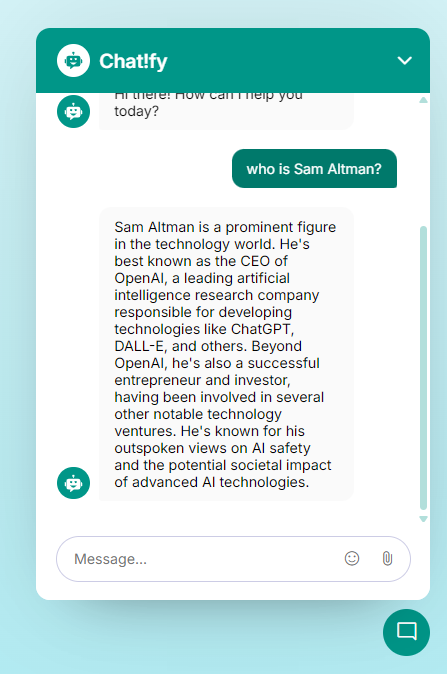 Chat!fy
Hi there! How can I help you
today?
who is Sam Altman?
Sam Altman is a prominent figure
in the technology world. He's
best known as the CEO of
OpenAI, a leading artificial
intelligence research company
responsible for developing
technologies like ChatGPT,
DALL-E, and others. Beyond
OpenAI, he's also a successful
entrepreneur and investor,
having been involved in several
other notable technology
ventures. He's known for his
outspoken views on AI safety
and the potential societal impact
of advanced AI technologies.
Message...